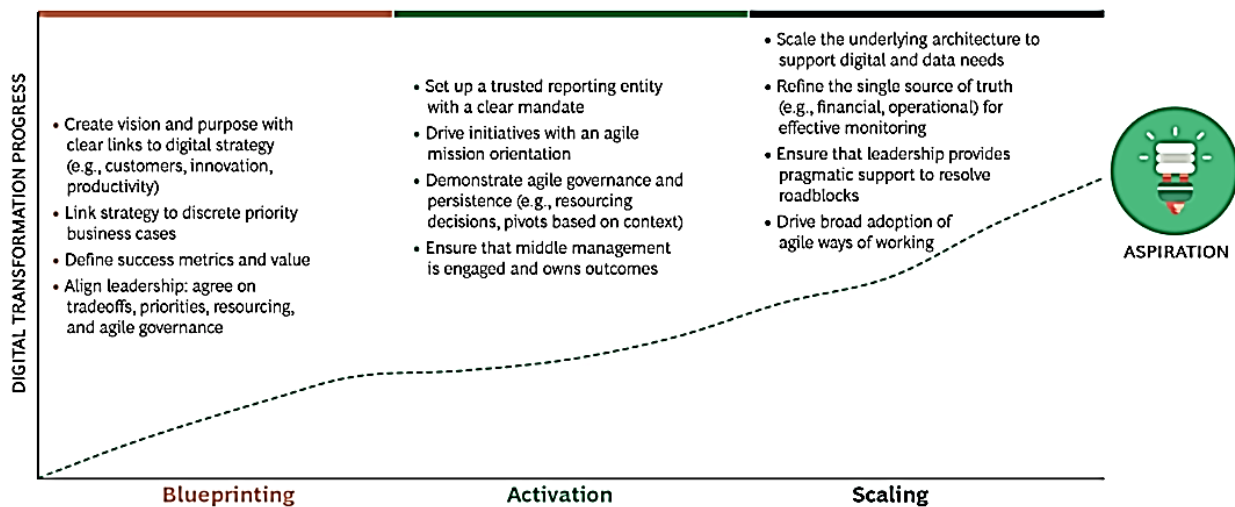 DIGITAL TRANSFORMATION PROGRESS
• Create vision and purpose with
clear links to digital strategy
(e.g., customers, innovation,
productivity)
• Link strategy to discrete priority
business cases
• Define success metrics and value
• Align leadership: agree on
tradeoffs, priorities, resourcing,
and agile governance
• Set up a trusted reporting entity
with a clear mandate
• Drive initiatives with an agile
mission orientation
• Demonstrate agile governance and
persistence (e.g., resourcing
decisions, pivots based on context)
• Ensure that middle management
is engaged and owns outcomes
• Scale the underlying architecture to
support digital and data needs
• Refine the single source of truth
(e.g., financial, operational) for
effective monitoring
• Ensure that leadership provides
pragmatic support to resolve
roadblocks
• Drive broad adoption of
agile ways of working
ASPIRATION
Blueprinting
Activation
Scaling